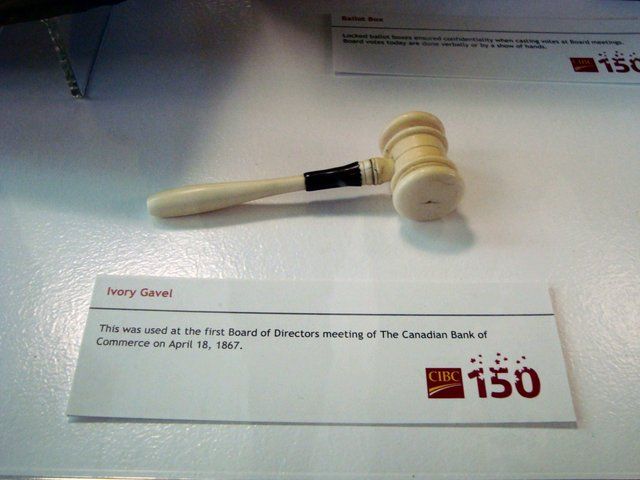 Ballot Box
Locked ballot boxes ensured confidentiality when casting votes at Board meetings.
Board votes today are done verbally or by a show of hands.
CIBC 150
Ivory Gavel
This was used at the first Board of Directors meeting of The Canadian Bank of
Commerce on April 18, 1867.
CIBC 150